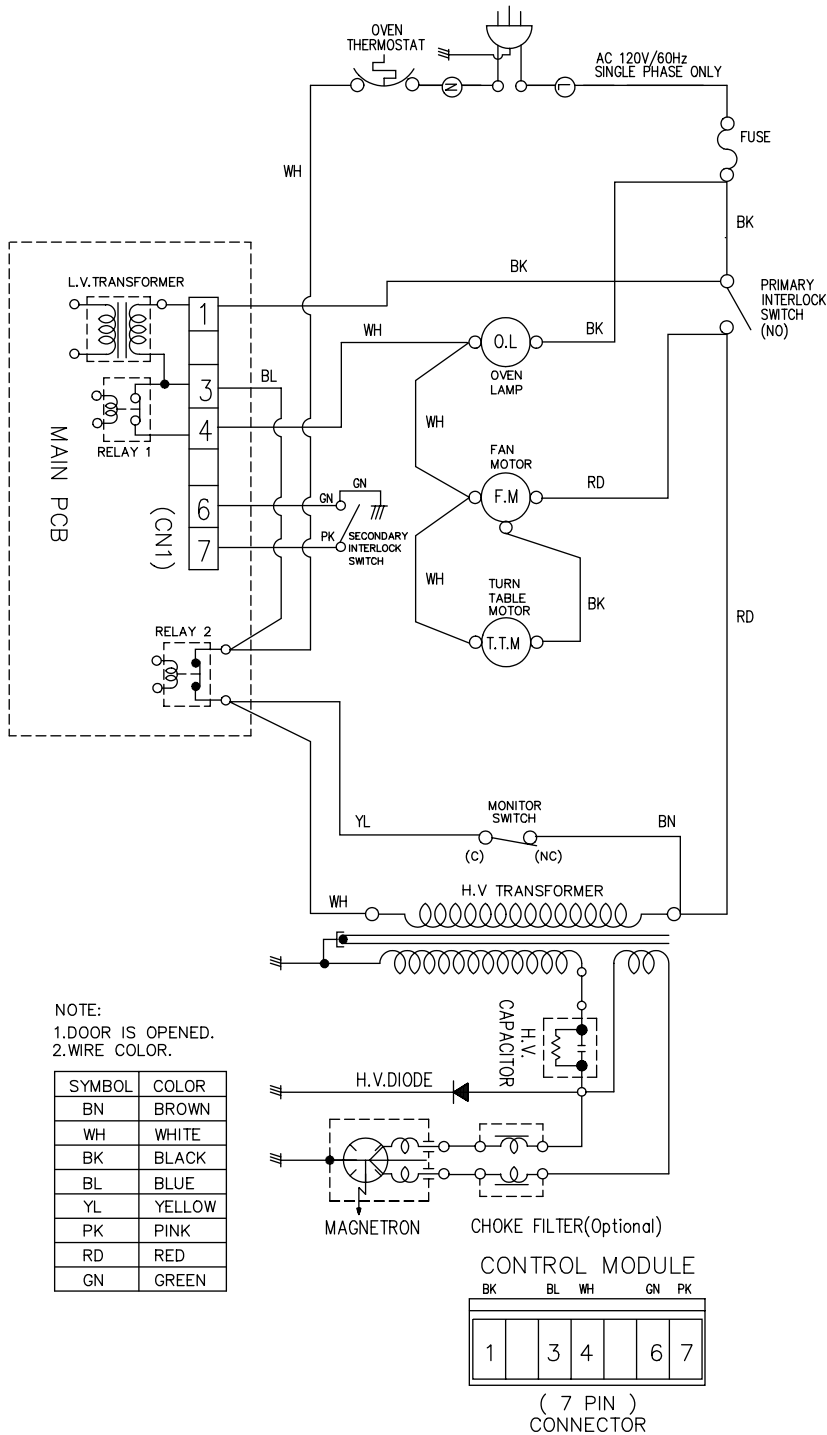 OVEN
THERMOSTAT
AC 120V/60Hz
SINGLE PHASE ONLY
N
L
FUSE
WH
BK
L.V.TRANSFORMER
BK
PRIMARY
INTERLOCK
SWITCH
(NO)
1
WH
O.L
BK
OVEN
LAMP
BL
3
4
RELAY 1
WH
MAIN PCB
(CN1)
FAN
MOTOR
F.M
RD
6
7
GN
GN
PK
SECONDARY
INTERLOCK
SWITCH
WH
TURN
TABLE
MOTOR
T.T.M
BK
RD
RELAY 2
MONITOR
SWITCH
YL
BN
(C)
(NC)
H.V TRANSFORMER
WH
H.V.
CAPACITOR
H.V.DIODE
MAGNETRON
CHOKE FILTER(Optional)
NOTE:
1.DOOR IS OPENED.
2.WIRE COLOR.
SYMBOL COLOR
BN BROWN
WH WHITE
BK BLACK
BL BLUE
YL YELLOW
PK PINK
RD RED
GN GREEN
CONTROL MODULE
BK BL WH GN PK
1 3 4 6 7
( 7 PIN )
CONNECTOR